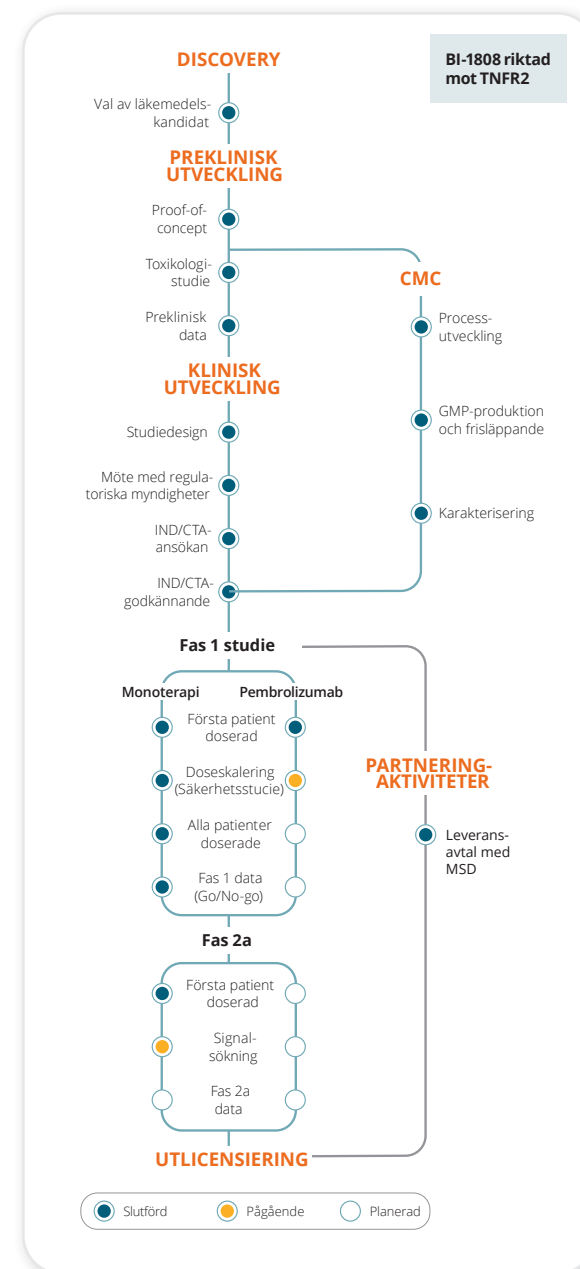 BI-1808 riktad
mot TNFR2
DISCOVERY
Val av läkemedels-
kandidat
PREKLINISK
UTVECKLING
Proof-of-
concept
Toxikologi-
studie
Preklinisk
data
CMC
Process-
utveckling
GMP-produktion
och frisläppande
Karakterisering
KLINISK
UTVECKLING
Studiedesign
Möte med regula-
toriska myndigheter
IND/CTA-
ansökan
IND/CTA-
godkännande
Fas 1 studie
Monoterapi
Pembrolizumab
Första patient
doserad
Doseskalering
(Säkerhetsstucie)
Alla patienter
doserade
Fas 1 data
(Go/No-go)
PARTNERING-
AKTIVITETER
Leverans-
avtal med
MSD
Fas 2a
Första patient
doserad
Signal-
sökning
Fas 2a
data
UTLICENSIERING
Slutförd
Pågående
Planerad